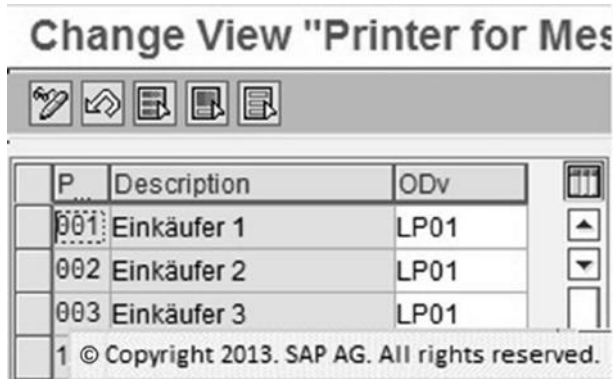 Change View "Printer for Mes
P... Description ODv
001 Einkäufer 1 LP01
002 Einkäufer 2 LP01
003 Einkäufer 3 LP01
1
© Copyright 2013. SAP AG. All rights reserved.